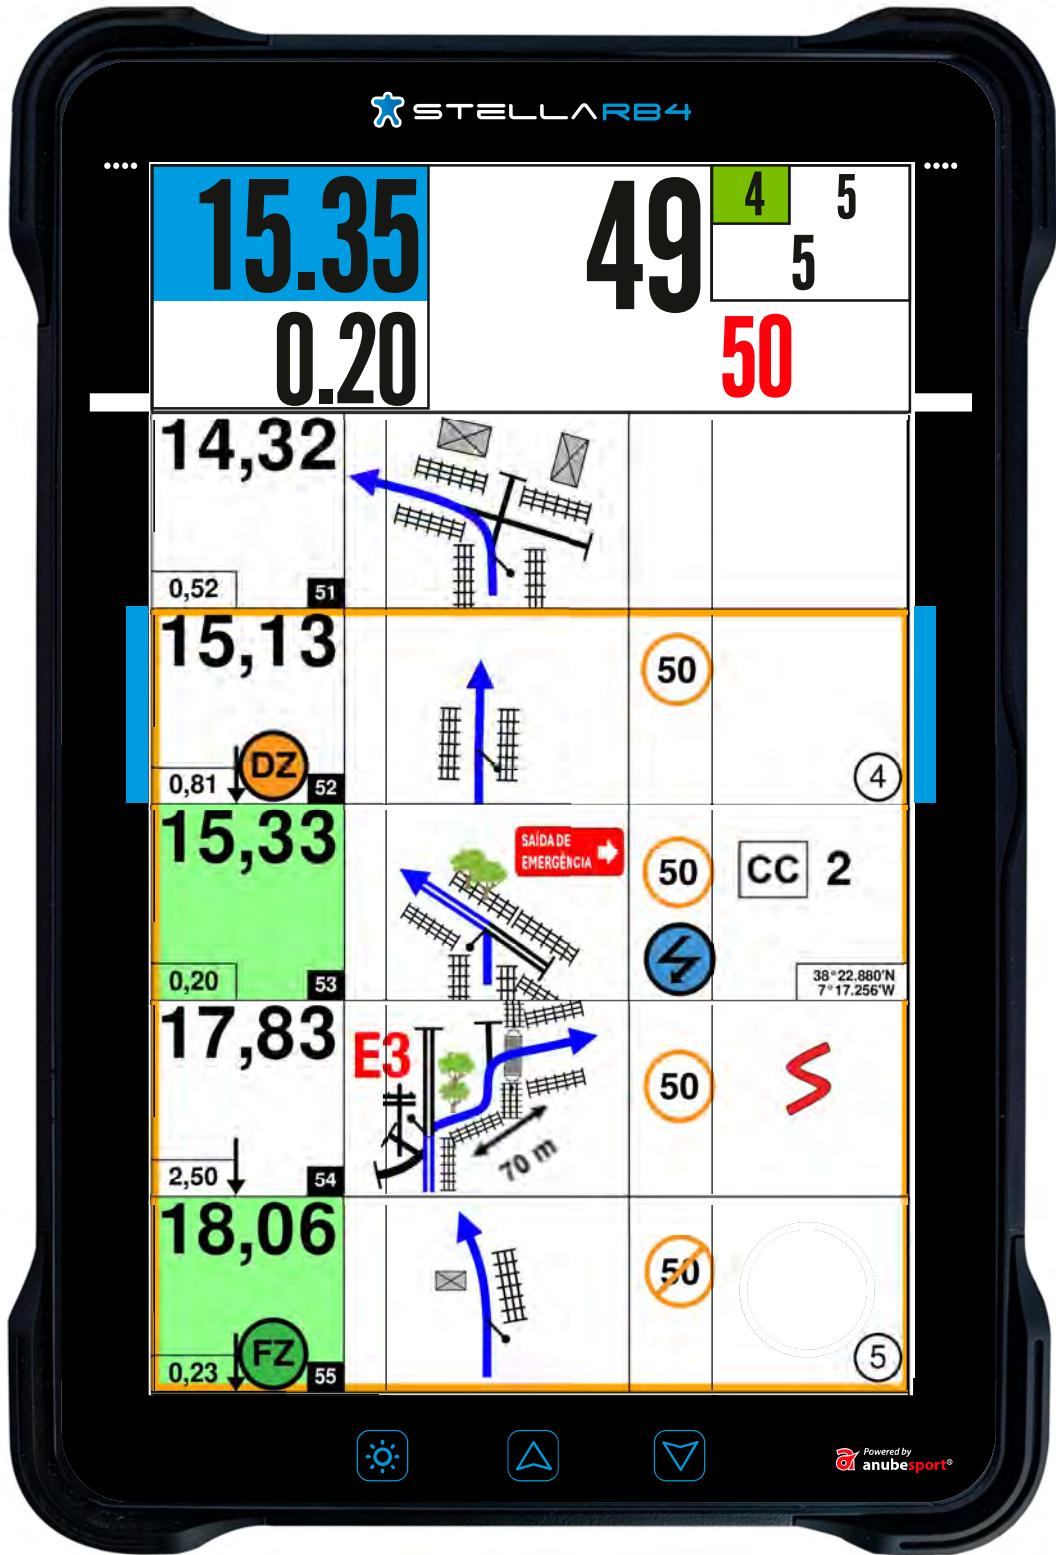 STELLA RB4
15.35
0.20
49
4
5
5
50
14,32
0,52
51
15,13
DZ
0,81
52
50
4
15,33
0,20
53
SAÍDA DE
EMERGÊNCIA
50
CC 2
38°22.880'N
7°17.256'W
17,83
E3
70 m
2,50
54
50
18,06
FZ
0,23
55
50
5
Powered by
anubesport®